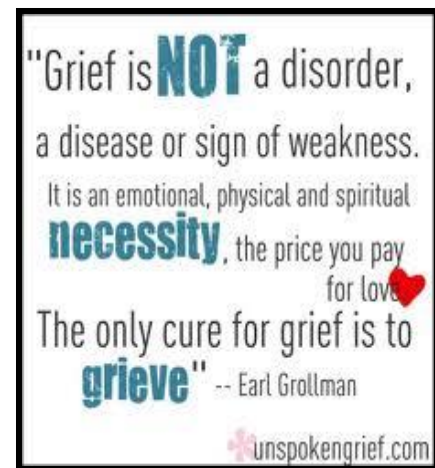 "Grief is NOT a disorder,
a disease or sign of weakness.
It is an emotional, physical and spiritual
necessity, the price you pay
for love
The only cure for grief is to
grieve" -- Earl Grollman
unspokengrief.com